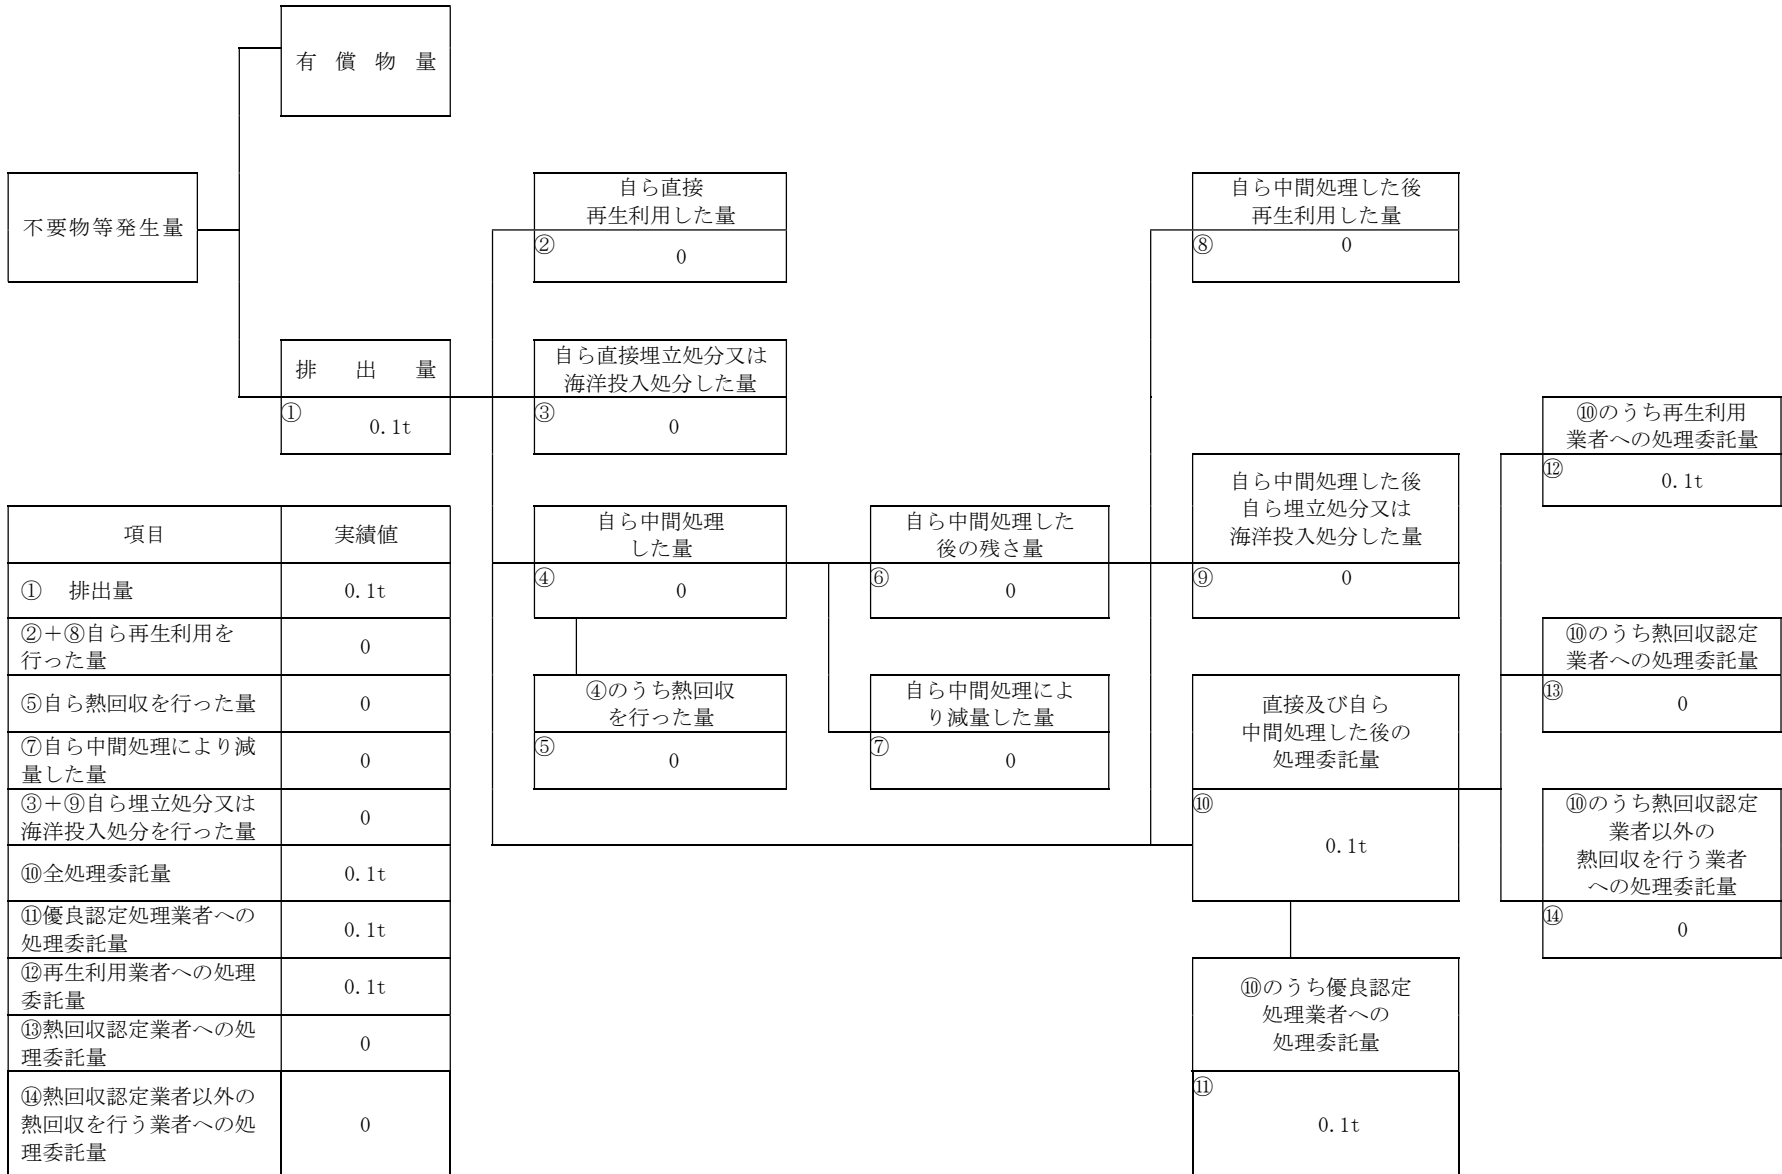 有償物量
不要物等発生量
自ら直接
再生利用した量
②
0
自ら中間処理した後
再生利用した量
⑧
0
排出量
①
0.1t
自ら直接埋立処分又は
海洋投入処分した量
③
0
⑩のうち再生利用
業者への処理委託量
⑫
0.1t
自ら中間処理した後
自ら埋立処分又は
海洋投入処分した量
⑨
0
自ら中間処理
した量
④
0
自ら中間処理した
後の残さ量
⑥
0
⑩のうち熱回収認定
業者への処理委託量
⑬
0
④のうち熱回収
を行った量
⑤
0
自ら中間処理によ
り減量した量
⑦
0
直接及び自ら
中間処理した後の
処理委託量
⑩
0.1t
⑩のうち熱回収認定
業者以外の
熱回収を行う業者
への処理委託量
⑭
0
⑩のうち優良認定
処理業者への
処理委託量
⑪
0.1t
項目 実績値
① 排出量 0.1t
②+⑧自ら再生利用を
行った量
0
⑤自ら熱回収を行った量 0
⑦自ら中間処理により減
量した量
0
③+⑨自ら埋立処分又は
海洋投入処分を行った量
0
⑩全処理委託量 0.1t
⑪優良認定処理業者への
処理委託量
0.1t
⑫再生利用業者への処理
委託量
0.1t
⑬熱回収認定業者への処
理委託量
0
⑭熱回収認定業者以外の
熱回収を行う業者への処
理委託量
0